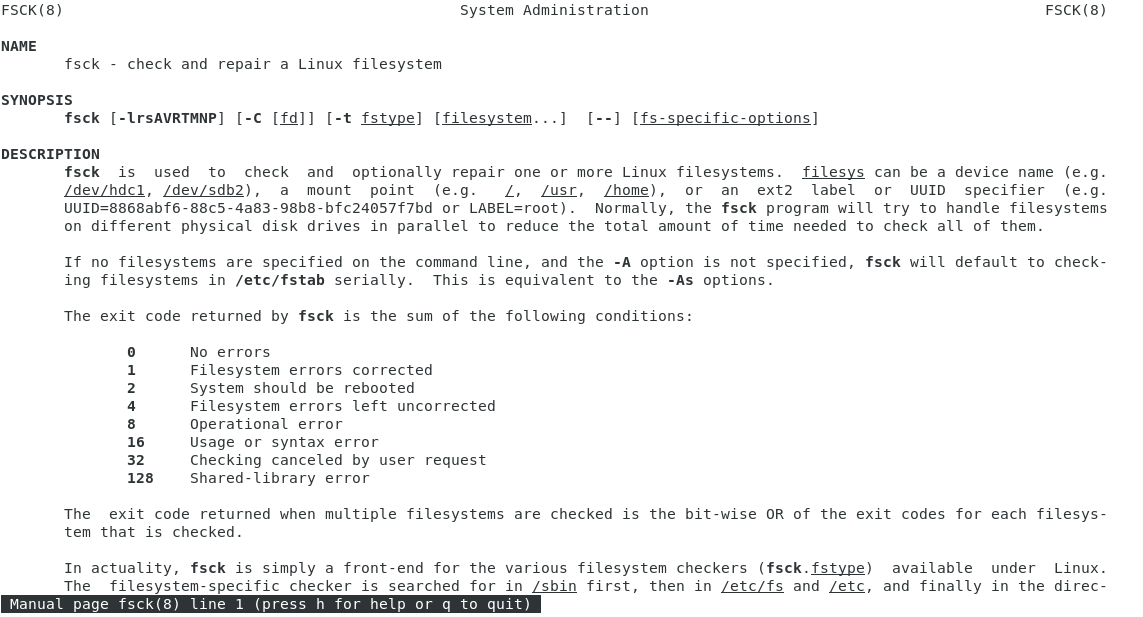 FSCK(8) System Administration FSCK(8)
NAME
fsck - check and repair a Linux filesystem
SYNOPSIS
fsck [-lrsAVRTMNP] [-C [fd]] [-t fstype] [filesystem...] [--] [fs-specific-options]
DESCRIPTION
fsck is used to check and optionally repair one or more Linux filesystems. filesys can be a device name (e.g.
/dev/hdc1, /dev/sdb2), a mount point (e.g. /, /usr, /home), or an ext2 label or UUID specifier (e.g.
UUID=8868abf6-88c5-4a83-98b8-bfc24057f7bd or LABEL=root). Normally, the fsck program will try to handle filesystems
on different physical disk drives in parallel to reduce the total amount of time needed to check all of them.
If no filesystems are specified on the command line, and the -A option is not specified, fsck will default to check-
ing filesystems in /etc/fstab serially. This is equivalent to the -As options.
The exit code returned by fsck is the sum of the following conditions:
0 No errors
1 Filesystem errors corrected
2 System should be rebooted
4 Filesystem errors left uncorrected
8 Operational error
16 Usage or syntax error
32 Checking canceled by user request
128 Shared-library error
The exit code returned when multiple filesystems are checked is the bit-wise OR of the exit codes for each filesys-
tem that is checked.
In actuality, fsck is simply a front-end for the various filesystem checkers (fsck.fstype) available under Linux.
The filesystem-specific checker is searched for in /sbin first, then in /etc/fs and /etc, and finally in the direc-
Manual page fsck(8) line 1 (press h for help or q to quit)